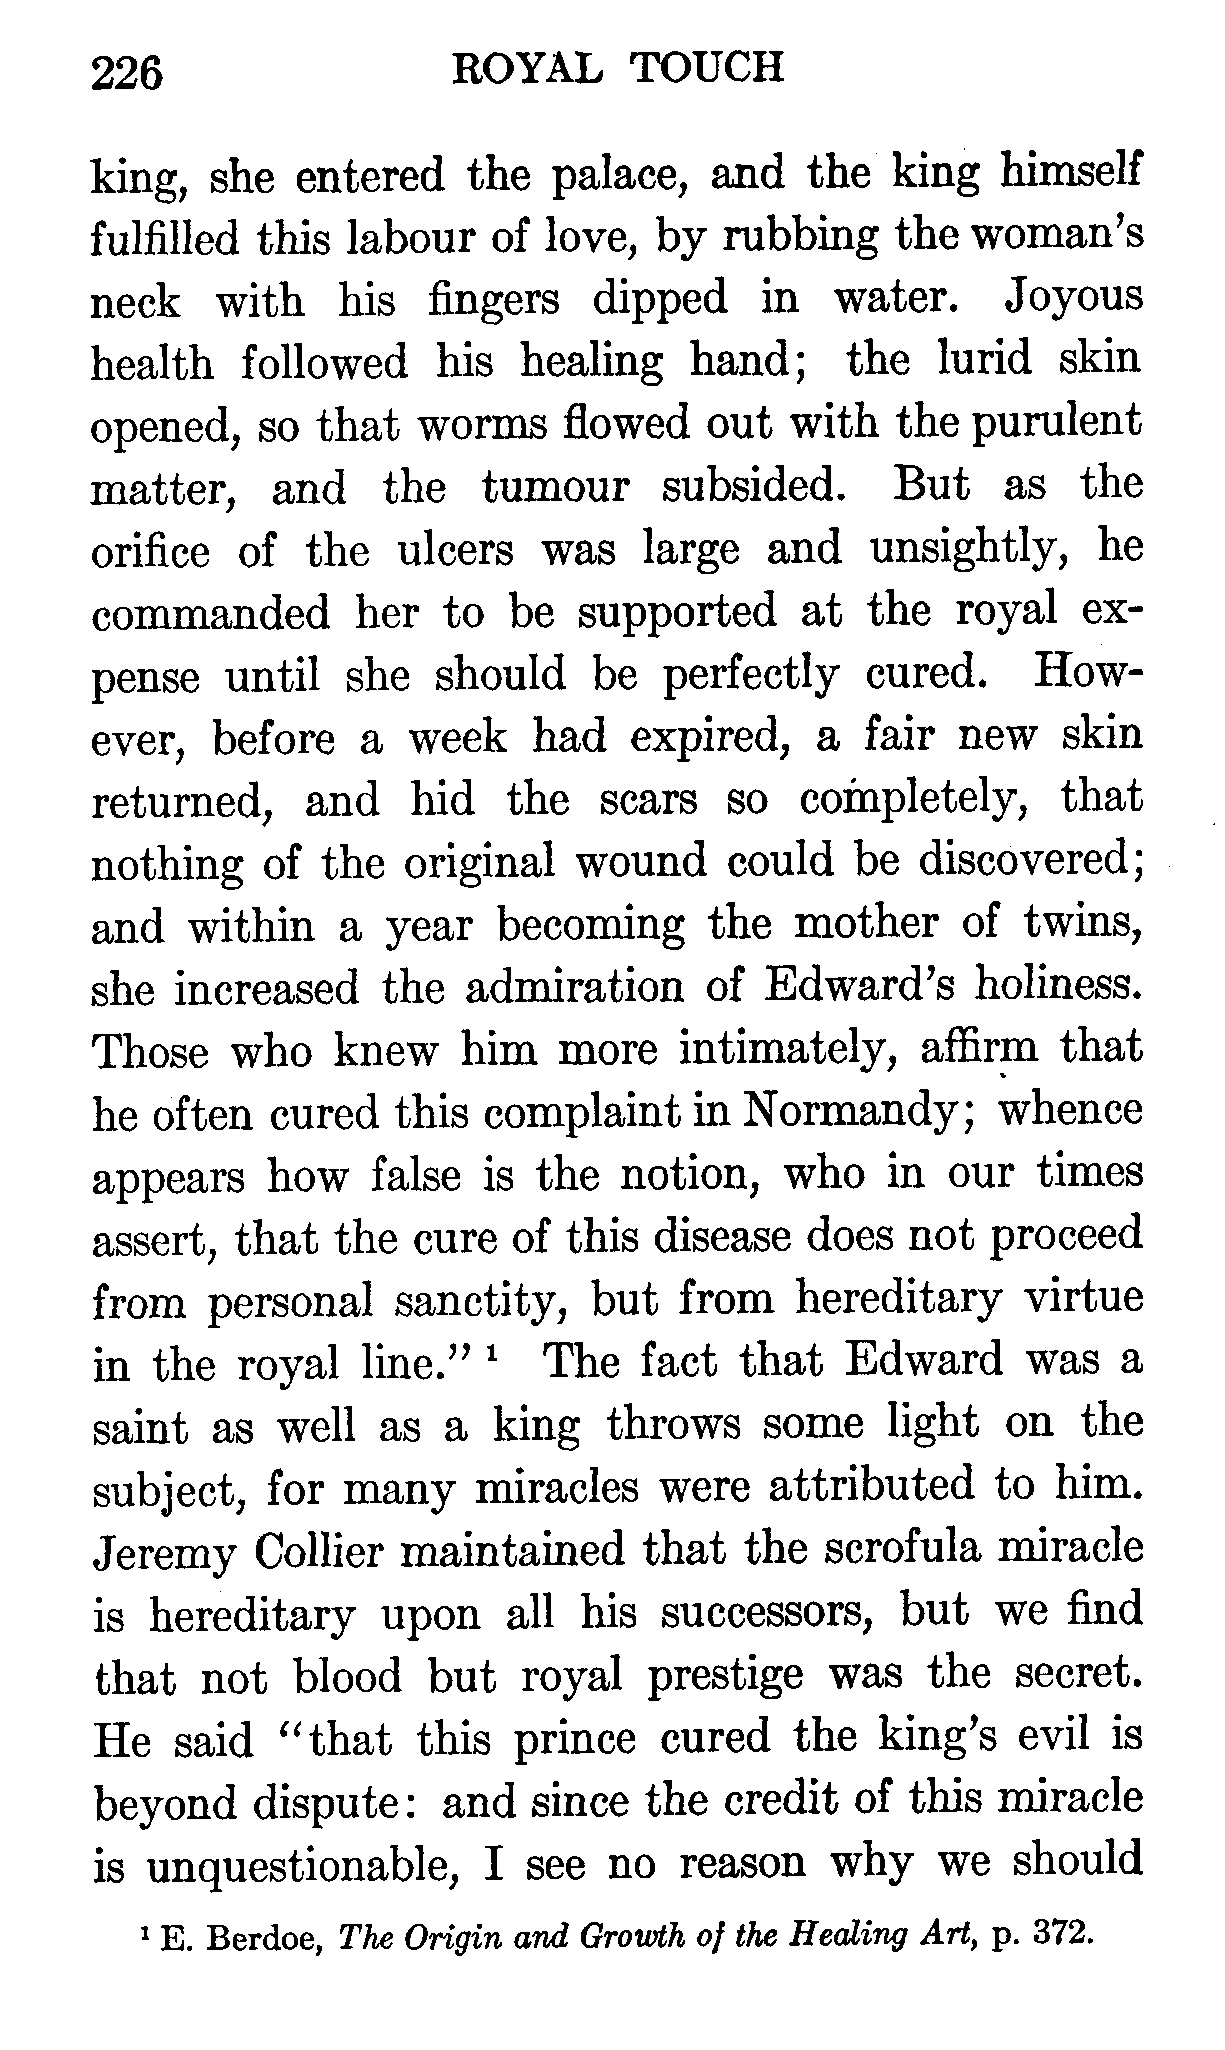 226 ROYAL TOUCH
king, she entered the palace, and the king himself
fulfilled this labour of love, by rubbing the woman's
neck with his fingers dipped in water. Joyous
health followed his healing hand; the lurid skin
opened, so that worms flowed out with the purulent
matter, and the tumour subsided. But as the
orifice of the ulcers was large and unsightly, he
commanded her to be supported at the royal ex-
pense until she should be perfectly cured. How-
ever, before a week had expired, a fair new skin
returned, and hid the scars so completely, that
nothing of the original wound could be discovered;
and within a year becoming the mother of twins,
she increased the admiration of Edward's holiness.
Those who knew him more intimately, affirm that
he often cured this complaint in Normandy; whence
appears how false is the notion, who in our times
assert, that the cure of this disease does not proceed
from personal sanctity, but from hereditary virtue
in the royal line." ¹ The fact that Edward was a
saint as well as a king throws some light on the
subject, for many miracles were attributed to him.
Jeremy Collier maintained that the scrofula miracle
is hereditary upon all his successors, but we find
that not blood but royal prestige was the secret.
He said "that this prince cured the king's evil is
beyond dispute: and since the credit of this miracle
is unquestionable, I see no reason why we should
¹ E. Berdoe, The Origin and Growth of the Healing Art, p. 372.